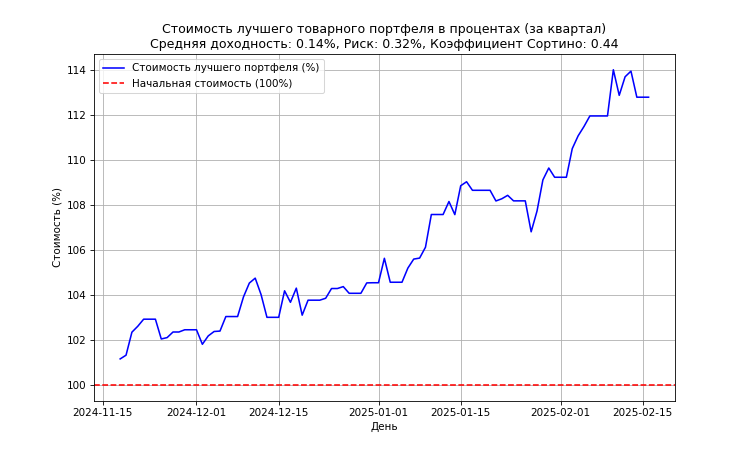 Стоимость лучшего товарного портфеля в процентах (за квартал)
Средняя доходность: 0.14%, Риск: 0.32%, Коэффициент Сортино: 0.44
Стоимость лучшего портфеля (%)
Начальная стоимость (100%)
Стоимость (%)
114
112
110
108
106
104
102
100
2024-11-15
2024-12-01
2024-12-15
2025-01-01
2025-01-15
2025-02-01
2025-02-15
День